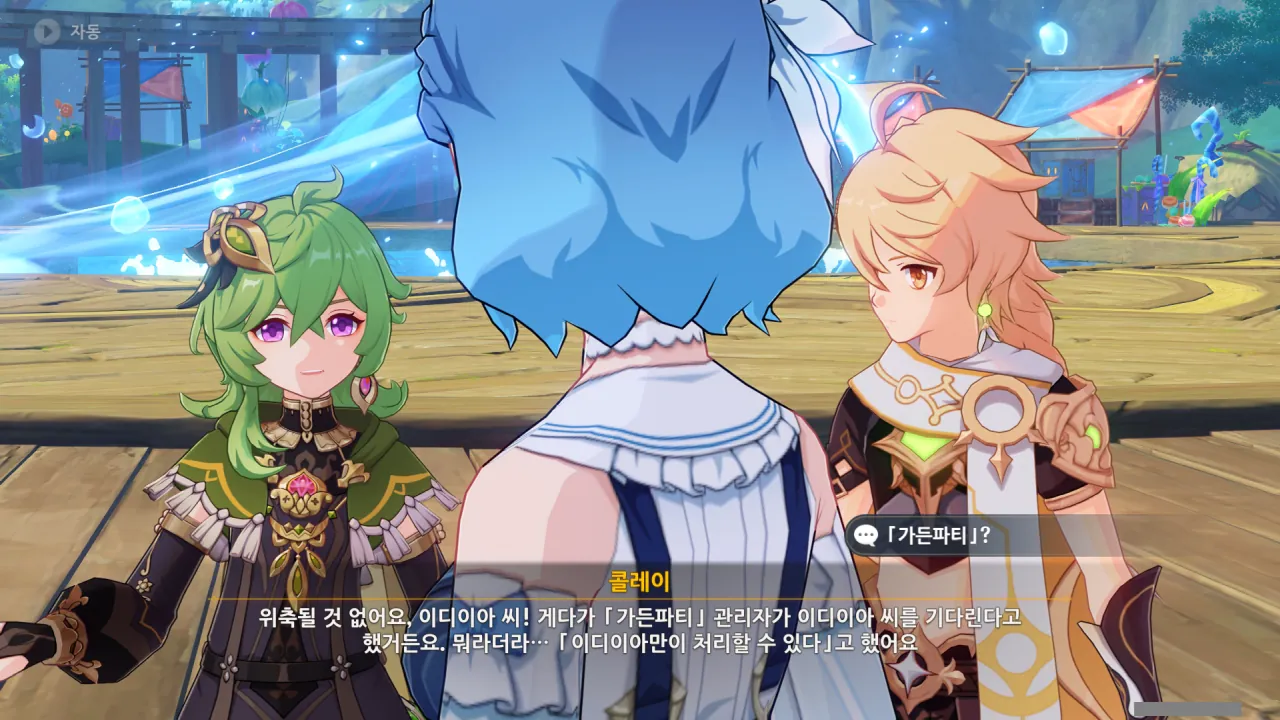 자동
「가든파티」?
콜레이
위축될 것 없어요, 이디이아 씨! 게다가 「가든파티」 관리자가 이디이아 씨를 기다린다고
했거든요. 뭐라더라… 「이디이아만이 처리할 수 있다」고 했어요